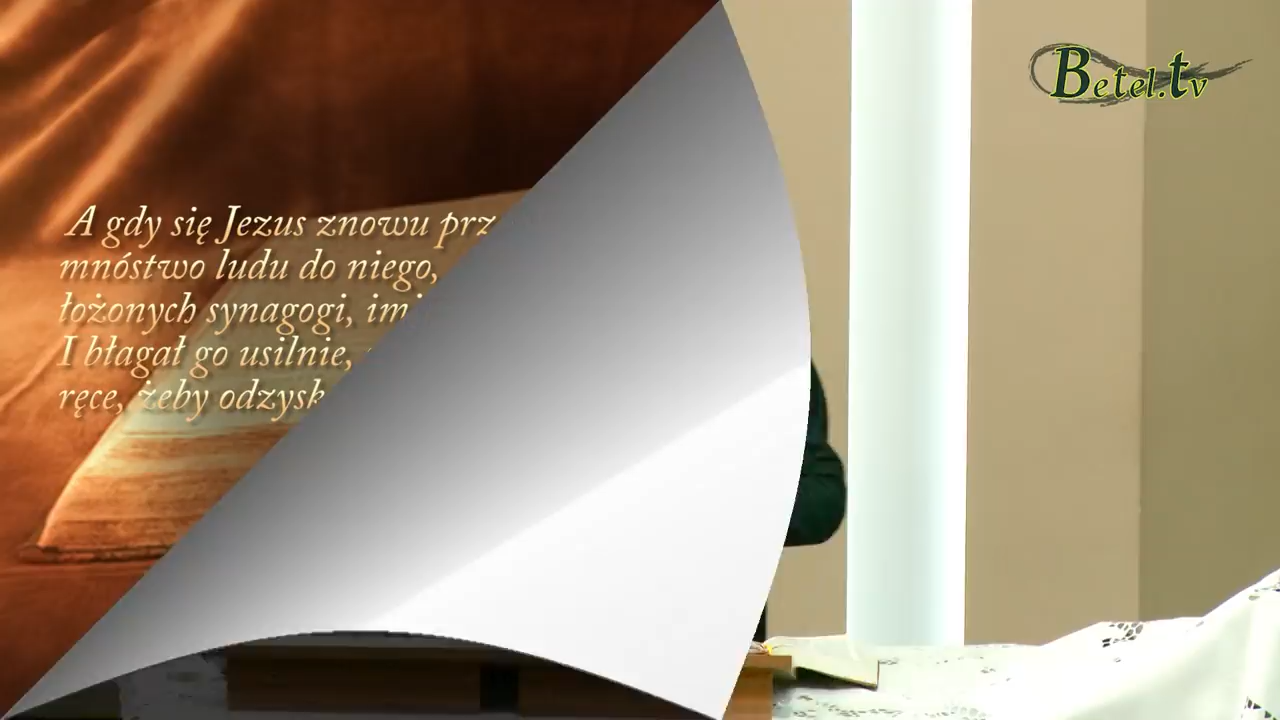 A gdy się Jezus znowu prz
mnóstwo ludu do niego,
łożonych synagogi, imi
I błagał go usilnie,
ręce, żeby odzysk
Betel.tv